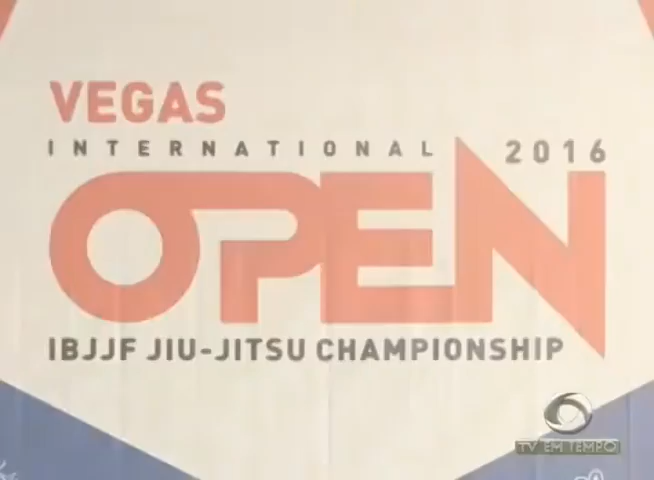 VEGAS
INTERNATIONAL 2016
OPEN
IBJJF JIU-JITSU CHAMPIONSHIP
TV EM TEMPO